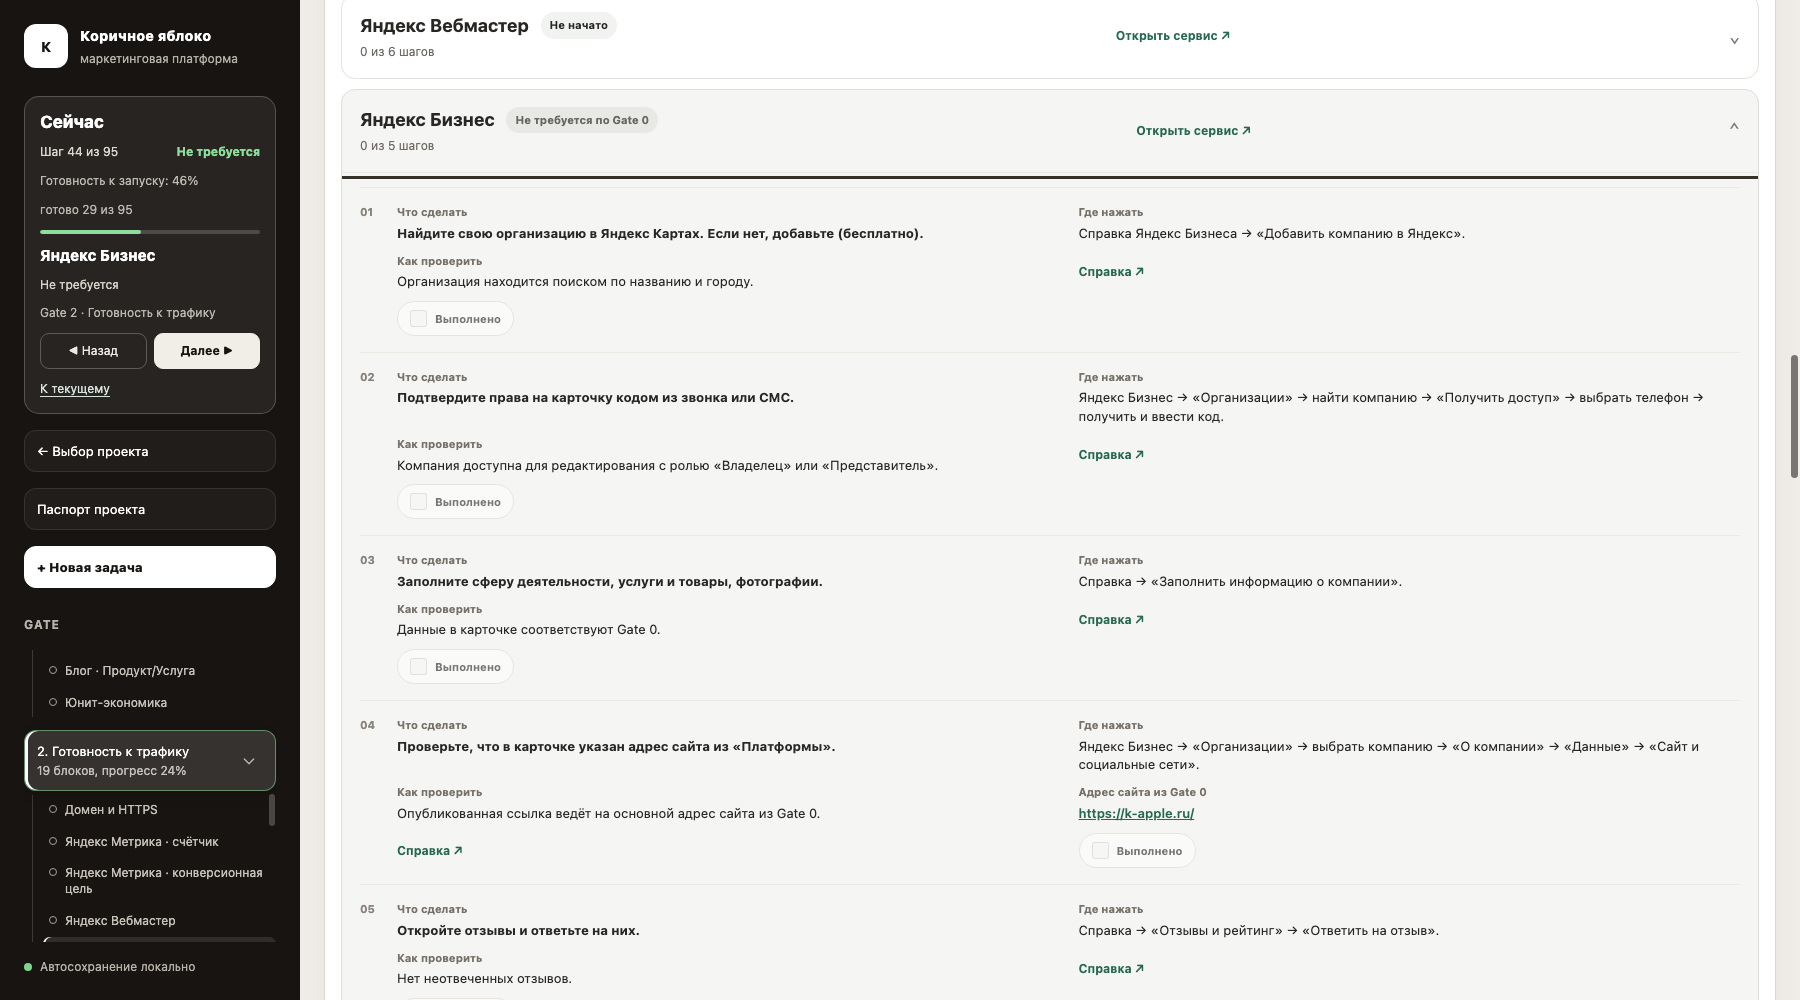 К
Коричное яблоко
маркетинговая платформа
Сейчас
Шаг 44 из 95
Не требуется
Готовность к запуску: 46%
готово 29 из 95
Яндекс Бизнес
Не требуется
Gate 2 · Готовность к трафику
◀ Назад
Далее ▶
К текущему
← Выбор проекта
Паспорт проекта
+ Новая задача
GATE
Блог · Продукт/Услуга
Юнит-экономика
2. Готовность к трафику
19 блоков, прогресс 24%
Домен и HTTPS
Яндекс Метрика · счётчик
Яндекс Метрика · конверсионная
цель
Яндекс Вебмастер
Автосохранение локально
Яндекс Вебмастер
Не начато
0 из 6 шагов
Открыть сервис ↗
Яндекс Бизнес
Не требуется по Gate 0
0 из 5 шагов
Открыть сервис ↗
01
Что сделать
Найдите свою организацию в Яндекс Картах. Если нет, добавьте (бесплатно).
Как проверить
Организация находится поиском по названию и городу.
Выполнено
Где нажать
Справка Яндекс Бизнеса → «Добавить компанию в Яндекс».
Справка ↗
02
Что сделать
Подтвердите права на карточку кодом из звонка или СМС.
Как проверить
Компания доступна для редактирования с ролью «Владелец» или «Представитель».
Выполнено
Где нажать
Яндекс Бизнес → «Организации» → найти компанию → «Получить доступ» → выбрать телефон →
получить и ввести код.
Справка ↗
03
Что сделать
Заполните сферу деятельности, услуги и товары, фотографии.
Как проверить
Данные в карточке соответствуют Gate 0.
Выполнено
Где нажать
Справка → «Заполнить информацию о компании».
Справка ↗
04
Что сделать
Проверьте, что в карточке указан адрес сайта из «Платформы».
Как проверить
Опубликованная ссылка ведёт на основной адрес сайта из Gate 0.
Справка ↗
Где нажать
Яндекс Бизнес → «Организации» → выбрать компанию → «О компании» → «Данные» → «Сайт и
социальные сети».
Адрес сайта из Gate 0
https://k-apple.ru/
Выполнено
05
Что сделать
Откройте отзывы и ответьте на них.
Как проверить
Нет неотвеченных отзывов.
Где нажать
Справка → «Отзывы и рейтинг» → «Ответить на отзыв».
Справка ↗